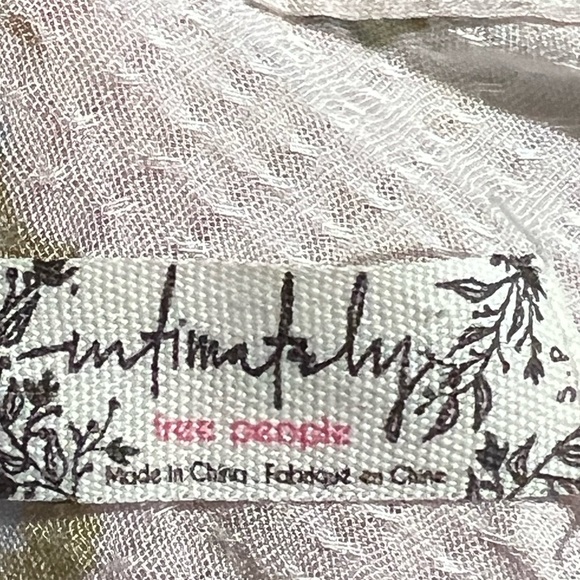 intimately
free people
Made in China . Fabriqué en Chine
S.P